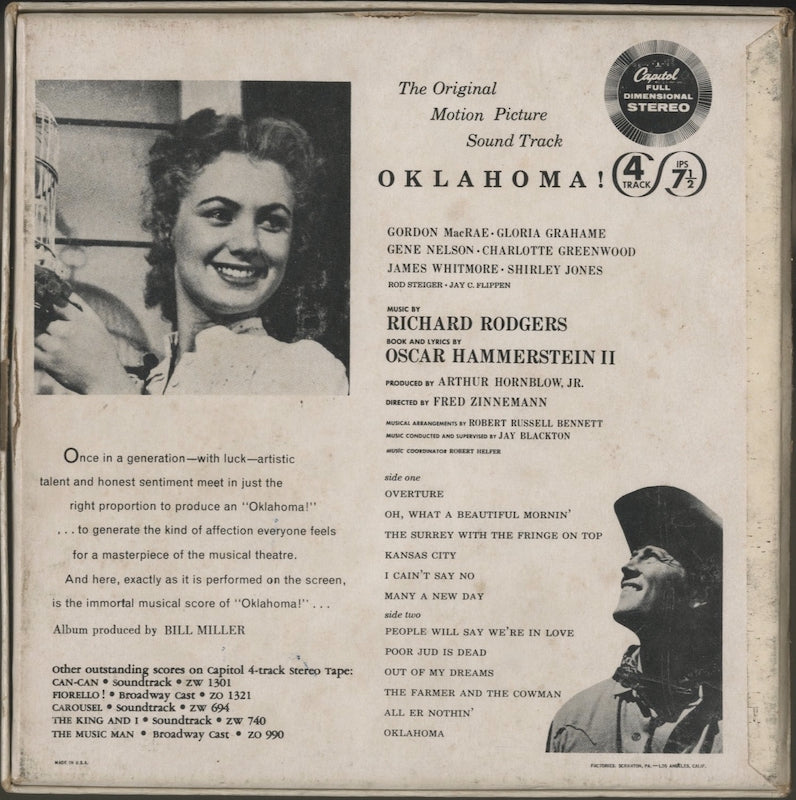 The Original
Motion Picture
Sound Track
Capitol
FULL
DIMENSIONAL
STEREO
OKLAHOMA!
4
TRACK
IPS
7½
GORDON MacRAE · GLORIA GRAHAME
GENE NELSON · CHARLOTTE GREENWOOD
JAMES WHITMORE · SHIRLEY JONES
ROD STEIGER · JAY C. FLIPPEN
MUSIC BY
RICHARD RODGERS
BOOK AND LYRICS BY
OSCAR HAMMERSTEIN II
PRODUCED BY ARTHUR HORNBLOW, JR.
DIRECTED BY FRED ZINNEMANN
MUSICAL ARRANGEMENTS BY ROBERT RUSSELL BENNETT
MUSIC CONDUCTED AND SUPERVISED BY JAY BLACKTON
MUSIC COORDINATOR ROBERT HELFER
Once in a generation—with luck—artistic
talent and honest sentiment meet in just the
right proportion to produce an "Oklahoma!"
. . . to generate the kind of affection everyone feels
for a masterpiece of the musical theatre.
And here, exactly as it is performed on the screen,
is the immortal musical score of "Oklahoma!" . . .
Album produced by BILL MILLER
Other outstanding scores on Capitol 4-track Stereo Tape:
CAN-CAN • Soundtrack • ZW 1301
FIORELLO! • Broadway Cast • ZO 1321
CAROUSEL • Soundtrack • ZW 694
THE KING AND I • Soundtrack • ZW 740
THE MUSIC MAN • Broadway Cast • ZO 990
MADE IN U.S.A.
side one
OVERTURE
OH, WHAT A BEAUTIFUL MORNIN'
THE SURREY WITH THE FRINGE ON TOP
KANSAS CITY
I CAIN'T SAY NO
MANY A NEW DAY
side two
PEOPLE WILL SAY WE'RE IN LOVE
POOR JUD IS DEAD
OUT OF MY DREAMS
THE FARMER AND THE COWMAN
ALL ER NOTHIN'
OKLAHOMA
FACTORIES: SCRANTON, PA.—LOS ANGELES, CALIF.